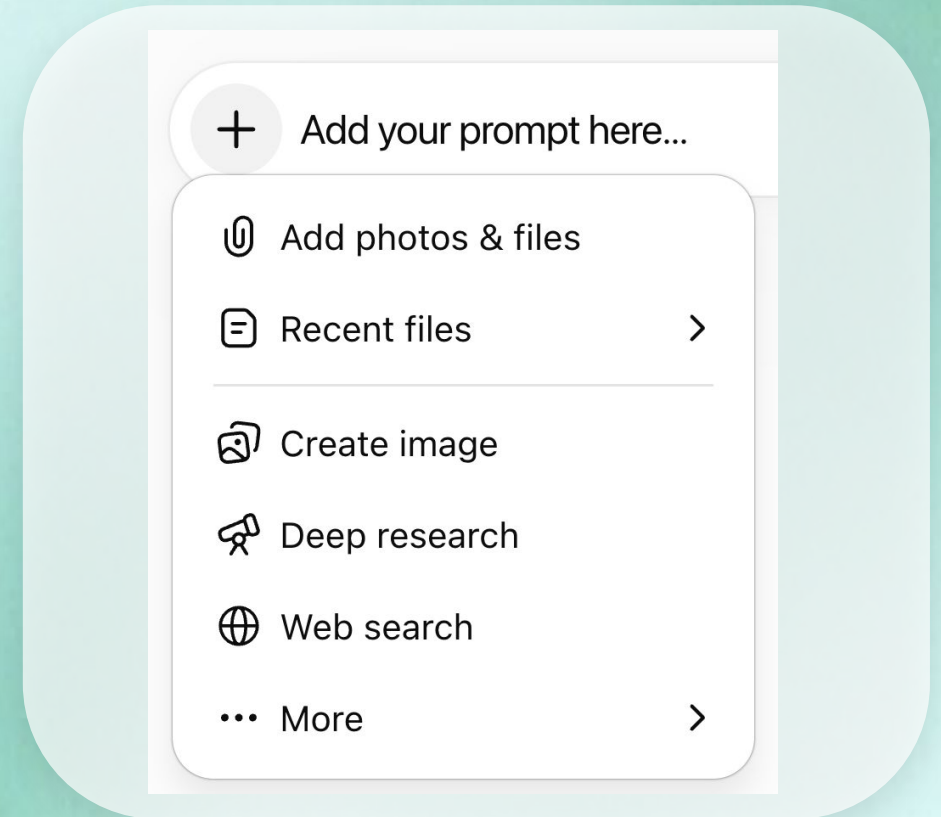 Add your prompt here...
Add photos & files
Recent files
Create image
Deep research
Web search
More